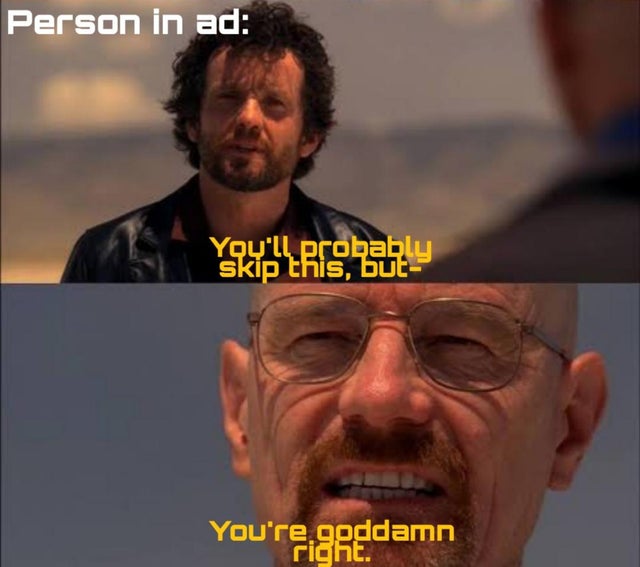 Person in ad:
You'll probably
skip this, but-
You're goddamn
right.